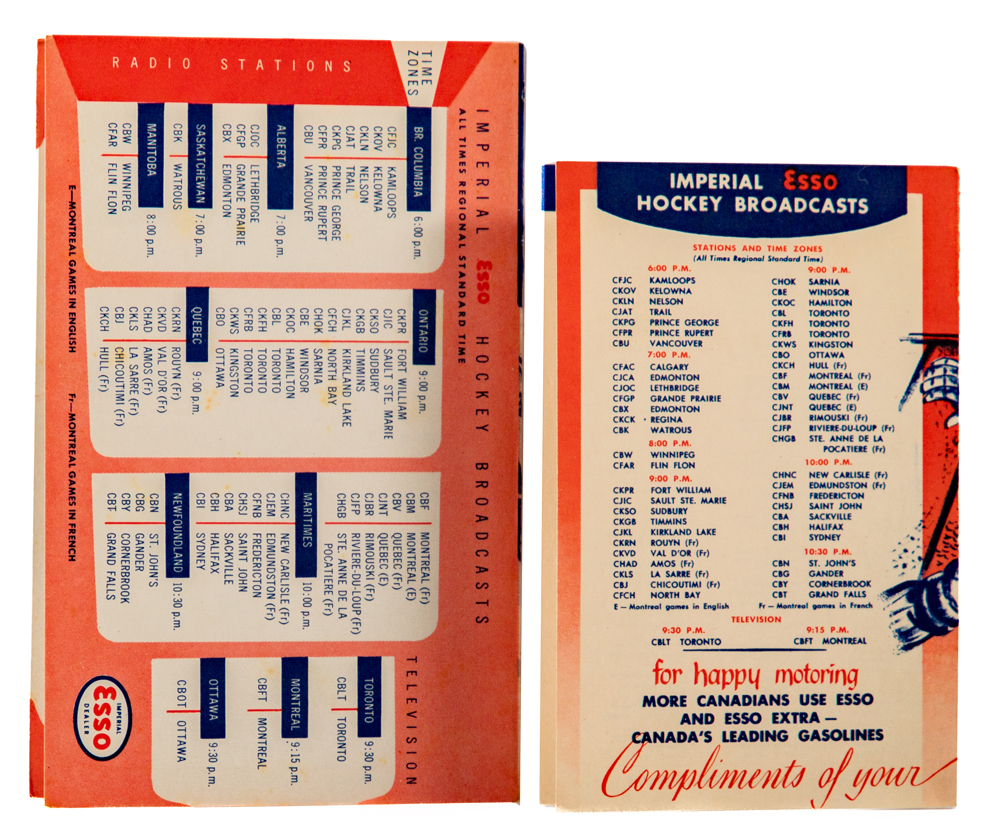 IMPERIAL Esso HOCKEY BROADCASTS
ALL TIMES REGIONAL STANDARD TIME
TIME ZONES
RADIO STATIONS
BR. COLUMBIA 6:00 p.m.
CFJC KAMLOOPS
CKOV KELOWNA
CKLN NELSON
CJAT TRAIL
CKPG PRINCE GEORGE
CFPR PRINCE RUPERT
CBU VANCOUVER
ALBERTA 7:00 p.m.
CJOC LETHBRIDGE
CFGP GRANDE PRAIRIE
CBX EDMONTON
SASKATCHEWAN 7:00 p.m.
CBK WATROUS
MANITOBA 8:00 p.m.
CBW WINNIPEG
CFAR FLIN FLON
ONTARIO 9:00 p.m.
CKPR FORT WILLIAM
CJIC SAULT STE. MARIE
CKSO SUDBURY
CKGB TIMMINS
CJKL KIRKLAND LAKE
CFCH NORTH BAY
CHOK SARNIA
CBE WINDSOR
CKOC HAMILTON
CBL TORONTO
CKFH TORONTO
CFRB TORONTO
CKWS KINGSTON
CBO OTTAWA
QUEBEC 9:00 p.m.
CKRN ROUYN (Fr)
CKVD VAL D'OR (Fr)
CHAD AMOS (Fr)
CKLS LA SARRE (Fr)
CBJ CHICOUTIMI (Fr)
CKCH HULL (Fr)
CBF MONTREAL (Fr)
CBM MONTREAL (E)
CBV QUEBEC (Fr)
CJNT QUEBEC (E)
CJBR RIMOUSKI (Fr)
CJFP RIVIERE-DU-LOUP (Fr)
CHGB STE. ANNE DE LA
POCATIERE (Fr)
MARITIMES 10:00 p.m.
CHNC NEW CARLISLE (Fr)
CJEM EDMUNDSTON (Fr)
CFNB FREDERICTON
CHSJ SAINT JOHN
CBA SACKVILLE
CBH HALIFAX
CBI SYDNEY
NEWFOUNDLAND 10:30 p.m.
CBN ST. JOHN'S
CBG GANDER
CBY CORNERBROOK
CBT GRAND FALLS
TELEVISION
TORONTO 9:30 p.m.
CBLT TORONTO
MONTREAL 9:15 p.m.
CBFT MONTREAL
OTTAWA 9:30 p.m.
CBOT OTTAWA
E—MONTREAL GAMES IN ENGLISH Fr—MONTREAL GAMES IN FRENCH
IMPERIAL
ESSO
DEALER
IMPERIAL Esso
HOCKEY BROADCASTS
STATIONS AND TIME ZONES
(All Times Regional Standard Time)
6:00 P.M.
CFJC KAMLOOPS
CKOV KELOWNA
CKLN NELSON
CJAT TRAIL
CKPG PRINCE GEORGE
CFPR PRINCE RUPERT
CBU VANCOUVER
7:00 P.M.
CFAC CALGARY
CJCA EDMONTON
CJOC LETHBRIDGE
CFGP GRANDE PRAIRIE
CBX EDMONTON
CKCK REGINA
CBK WATROUS
8:00 P.M.
CBW WINNIPEG
CFAR FLIN FLON
9:00 P.M.
CKPR FORT WILLIAM
CJIC SAULT STE. MARIE
CKSO SUDBURY
CKGB TIMMINS
CJKL KIRKLAND LAKE
CKRN ROUYN (Fr)
CKVD VAL D'OR (Fr)
CHAD AMOS (Fr)
CKLS LA SARRE (Fr)
CBJ CHICOUTIMI (Fr)
CFCH NORTH BAY
9:00 P.M.
CHOK SARNIA
CBE WINDSOR
CKOC HAMILTON
CBL TORONTO
CKFH TORONTO
CFRB TORONTO
CKWS KINGSTON
CBO OTTAWA
CKCH HULL (Fr)
CBF MONTREAL (Fr)
CBM MONTREAL (E)
CBV QUEBEC (Fr)
CJNT QUEBEC (E)
CJBR RIMOUSKI (Fr)
CJFP RIVIERE-DU-LOUP (Fr)
CHGB STE. ANNE DE LA
POCATIERE (Fr)
10:00 P.M.
CHNC NEW CARLISLE (Fr)
CJEM EDMUNDSTON (Fr)
CFNB FREDERICTON
CHSJ SAINT JOHN
CBA SACKVILLE
CBH HALIFAX
CBI SYDNEY
10:30 P.M.
CBN ST. JOHN'S
CBG GANDER
CBY CORNERBROOK
CBT GRAND FALLS
E — Montreal games in English Fr — Montreal games in French
TELEVISION
9:30 P.M. 9:15 P.M.
CBLT TORONTO CBFT MONTREAL
for happy motoring
MORE CANADIANS USE ESSO
AND ESSO EXTRA —
CANADA'S LEADING GASOLINES
Compliments of your